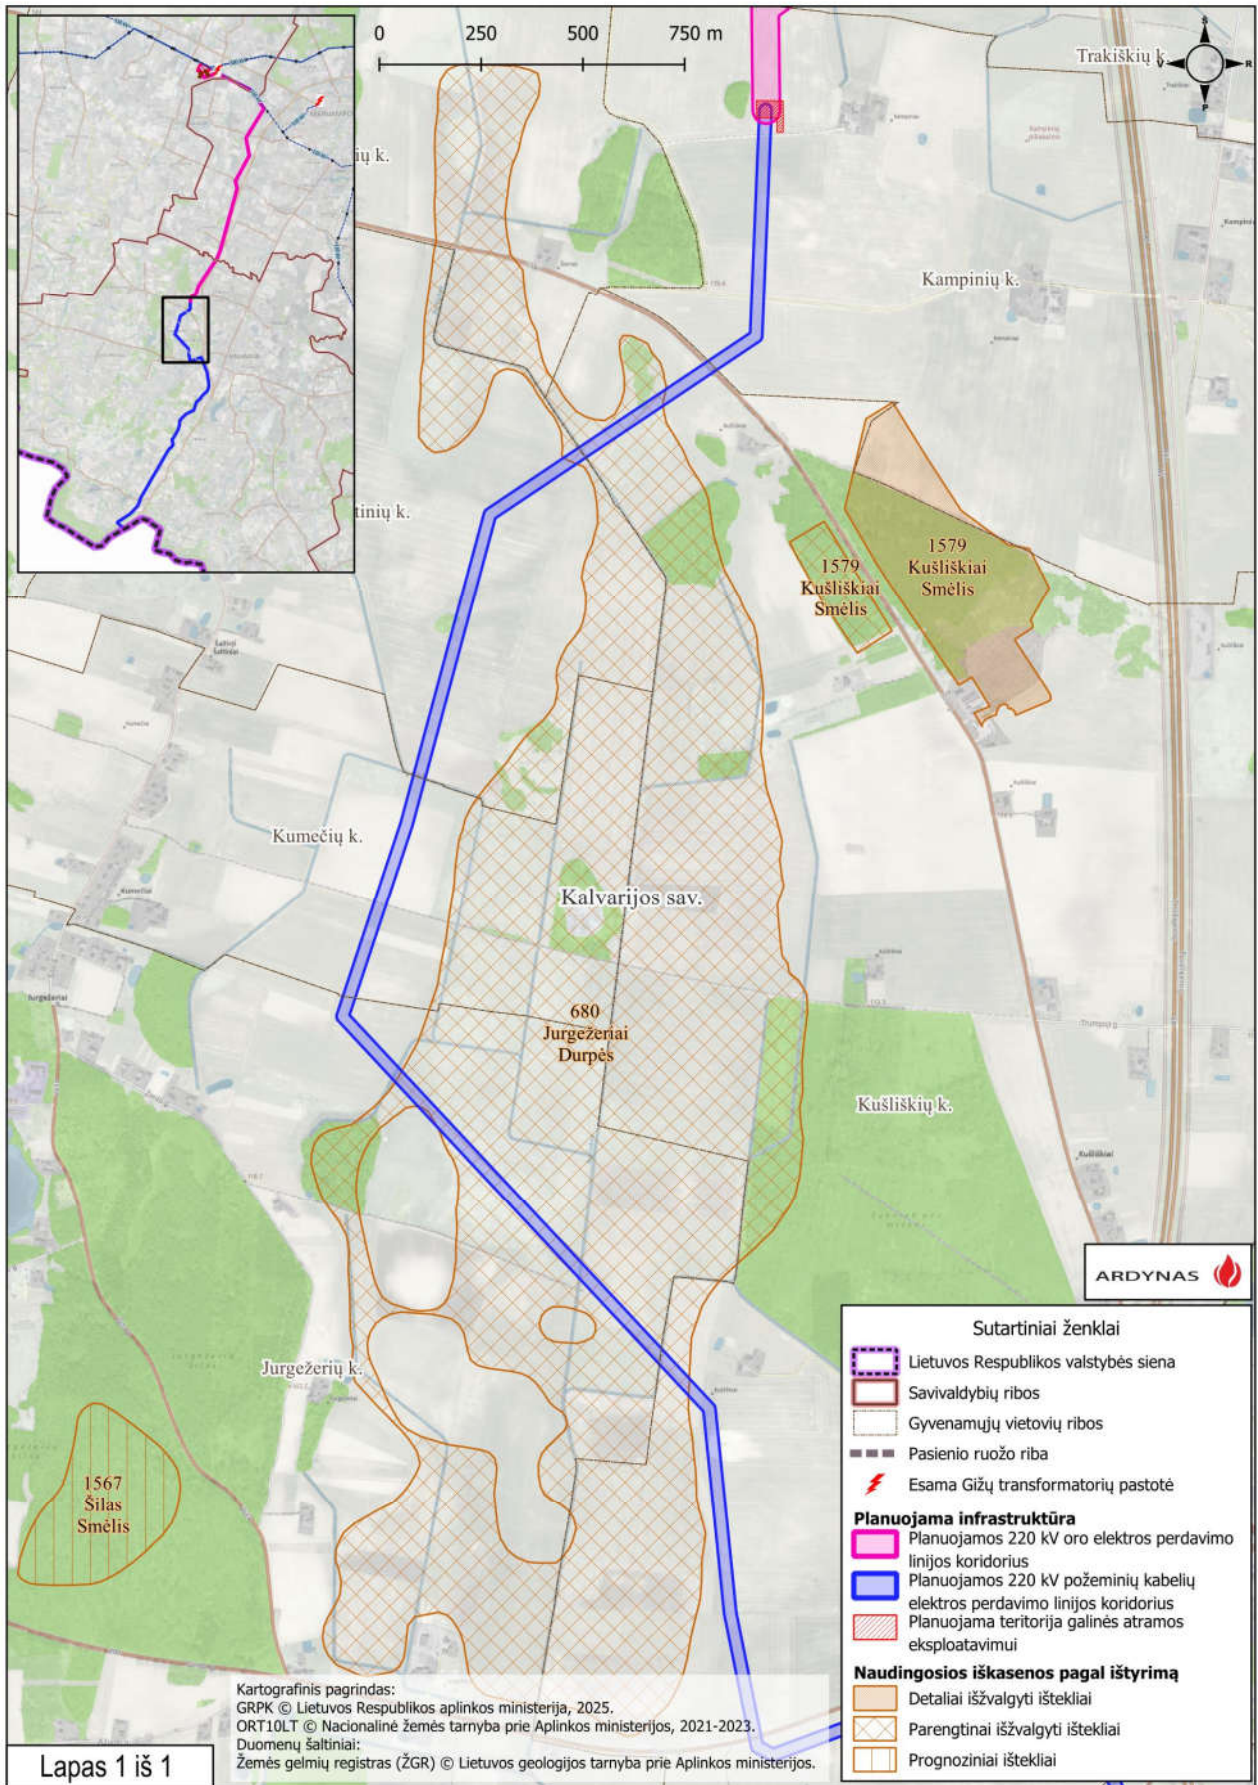 0 250 500 750 m
Trakiškių k.
S
V
R
P
ių k.
Kampinių k.
tinių k.
1579
Kušliškiai
Smėlis
1579
Kušliškiai
Smėlis
Kumečių k.
Kumečiai
Kalvarijos sav.
Jurgežeriai
680
Jurgežeriai
Durpės
Kušliškių k.
Kušliškiai
ARDYNAS
Jurgežerių k.
1567
Šilas
Smėlis
Sutartiniai ženklai
Lietuvos Respublikos valstybės siena
Savivaldybių ribos
Gyvenamųjų vietovių ribos
Pasienio ruožo riba
Esama Gižų transformatorių pastotė
Planuojama infrastruktūra
Planuojamos 220 kV oro elektros perdavimo
linijos koridorius
Planuojamos 220 kV požeminių kabelių
elektros perdavimo linijos koridorius
Planuojama teritorija galinės atramos
eksploatavimui
Naudingosios iškasenos pagal ištyrimą
Detaliai išžvalgyti ištekliai
Parengtinai išžvalgyti ištekliai
Prognoziniai ištekliai
Kartografinis pagrindas:
GRPK © Lietuvos Respublikos aplinkos ministerija, 2025.
ORT10LT © Nacionalinė žemės tarnyba prie Aplinkos ministerijos, 2021-2023.
Duomenų šaltiniai:
Žemės gelmių registras (ŽGR) © Lietuvos geologijos tarnyba prie Aplinkos ministerijos.
Lapas 1 iš 1